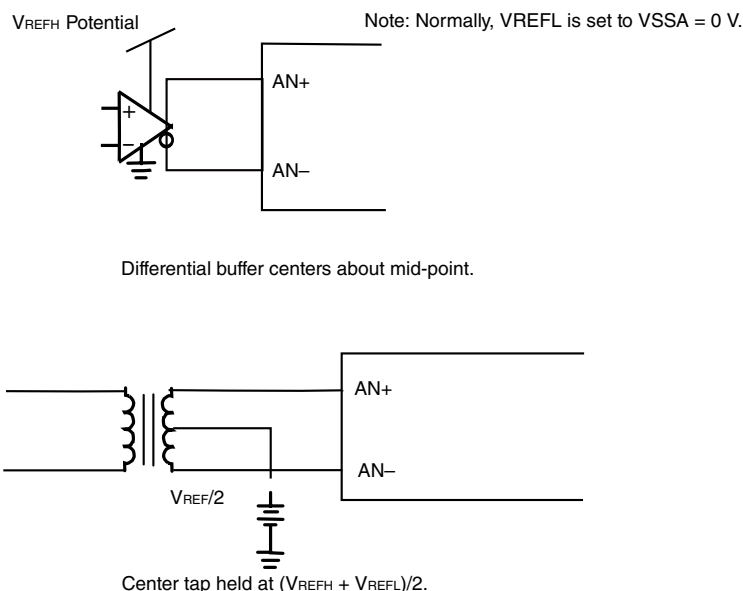 VREFH Potential
Note: Normally, VREFL is set to VSSA = 0 V.
AN+
+
–
AN–
Differential buffer centers about mid-point.
AN+
AN–
VREF/2
Center tap held at (VREFH + VREFL)/2.